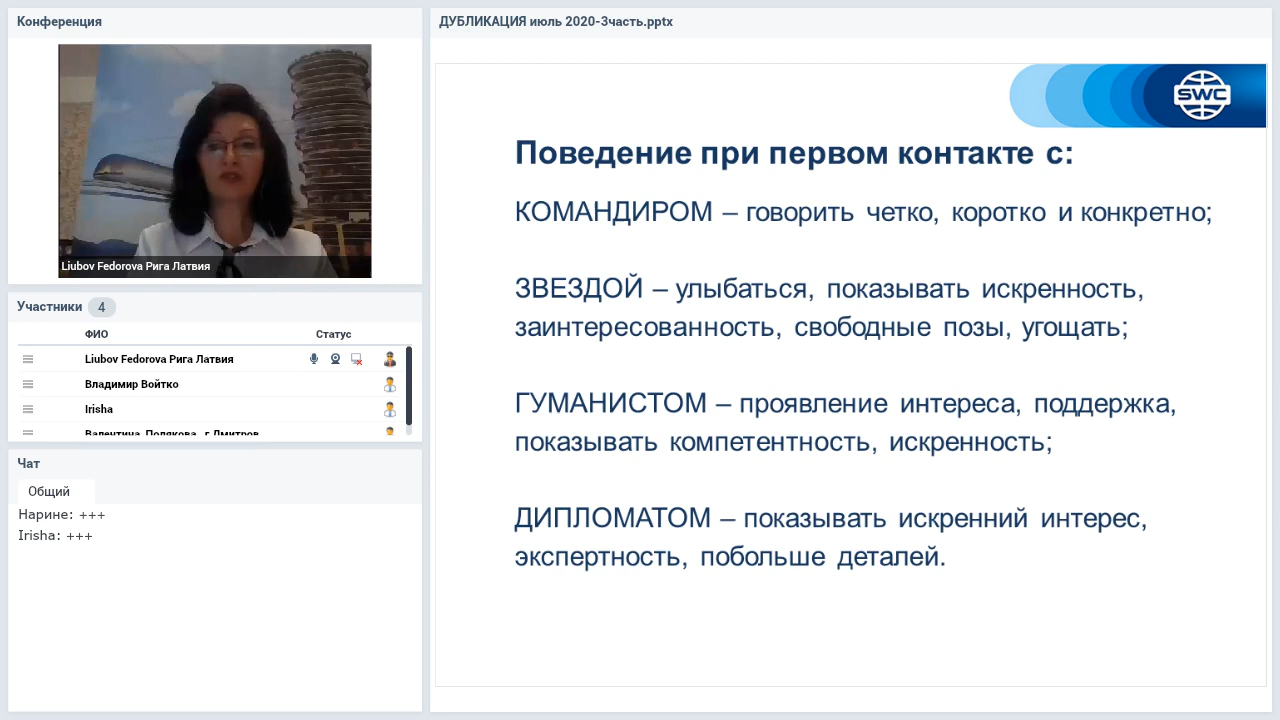 Конференция
Liubov Fedorova Рига Латвия
Участники 4
ФИО Статус
Liubov Fedorova Рига Латвия
Владимир Войтко
Irisha
Валентина Полякова г.Дмитров
Чат
Общий
Нарине: +++
Irisha: +++
ДУБЛИКАЦИЯ июль 2020-3часть.pptx
SWC
Поведение при первом контакте с:
КОМАНДИРОМ – говорить четко, коротко и конкретно;
ЗВЕЗДОЙ – улыбаться, показывать искренность,
заинтересованность, свободные позы, угощать;
ГУМАНИСТОМ – проявление интереса, поддержка,
показывать компетентность, искренность;
ДИПЛОМАТОМ – показывать искренний интерес,
экспертность, побольше деталей.